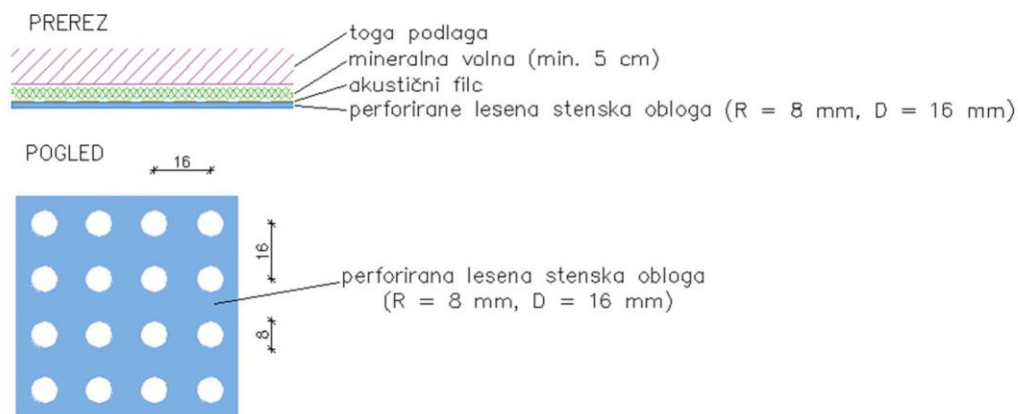 PREREZ
toga podlaga
mineralna volna (min. 5 cm)
akustični filc
perforirane lesena stenska obloga (R = 8 mm, D = 16 mm)
POGLED
16
16
perforirana lesena stenska obloga
(R = 8 mm, D = 16 mm)
8